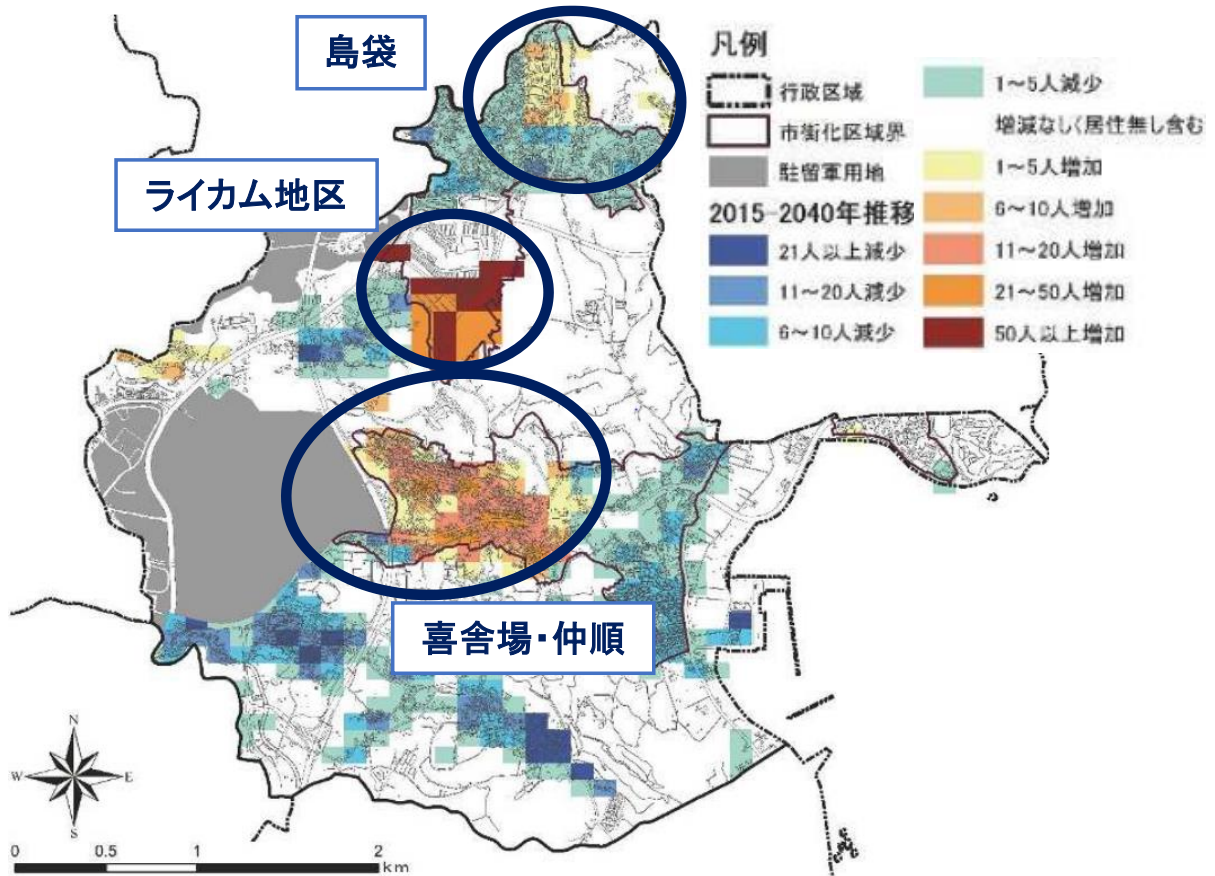 島袋
ライカム地区
喜舎場・仲順
凡例
行政区域
市街化区域界
駐留軍用地
2015-2040年推移
21人以上減少
11～20人減少
6～10人減少
1～5人減少
増減なし(居住無し含む
1～5人増加
6～10人増加
11～20人増加
21～50人増加
50人以上増加
N
W
E
S
0
0.5
1
2
km